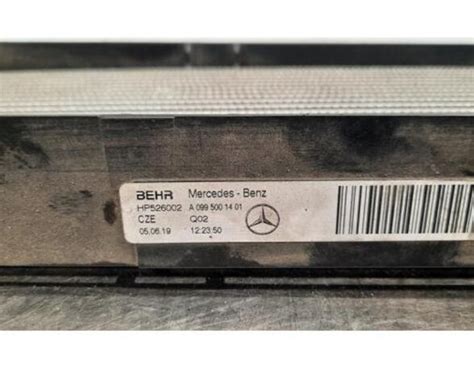 BEHR Mercedes - Benz
HP526002 A 099 500 14 01
CZE Q02
05.06.19 12:23:50